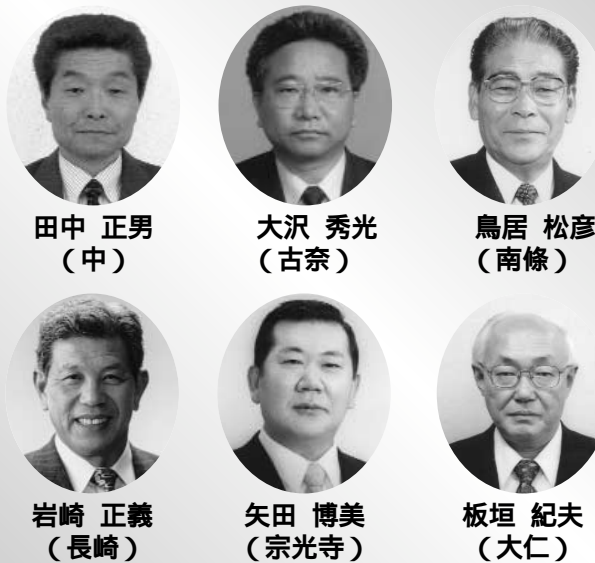 田中 正男 大沢 秀光 鳥居 松彦
（中） （古奈） （南條）
岩崎 正義 矢田 博美 板垣 紀夫
（長崎） （宗光寺） （大仁）